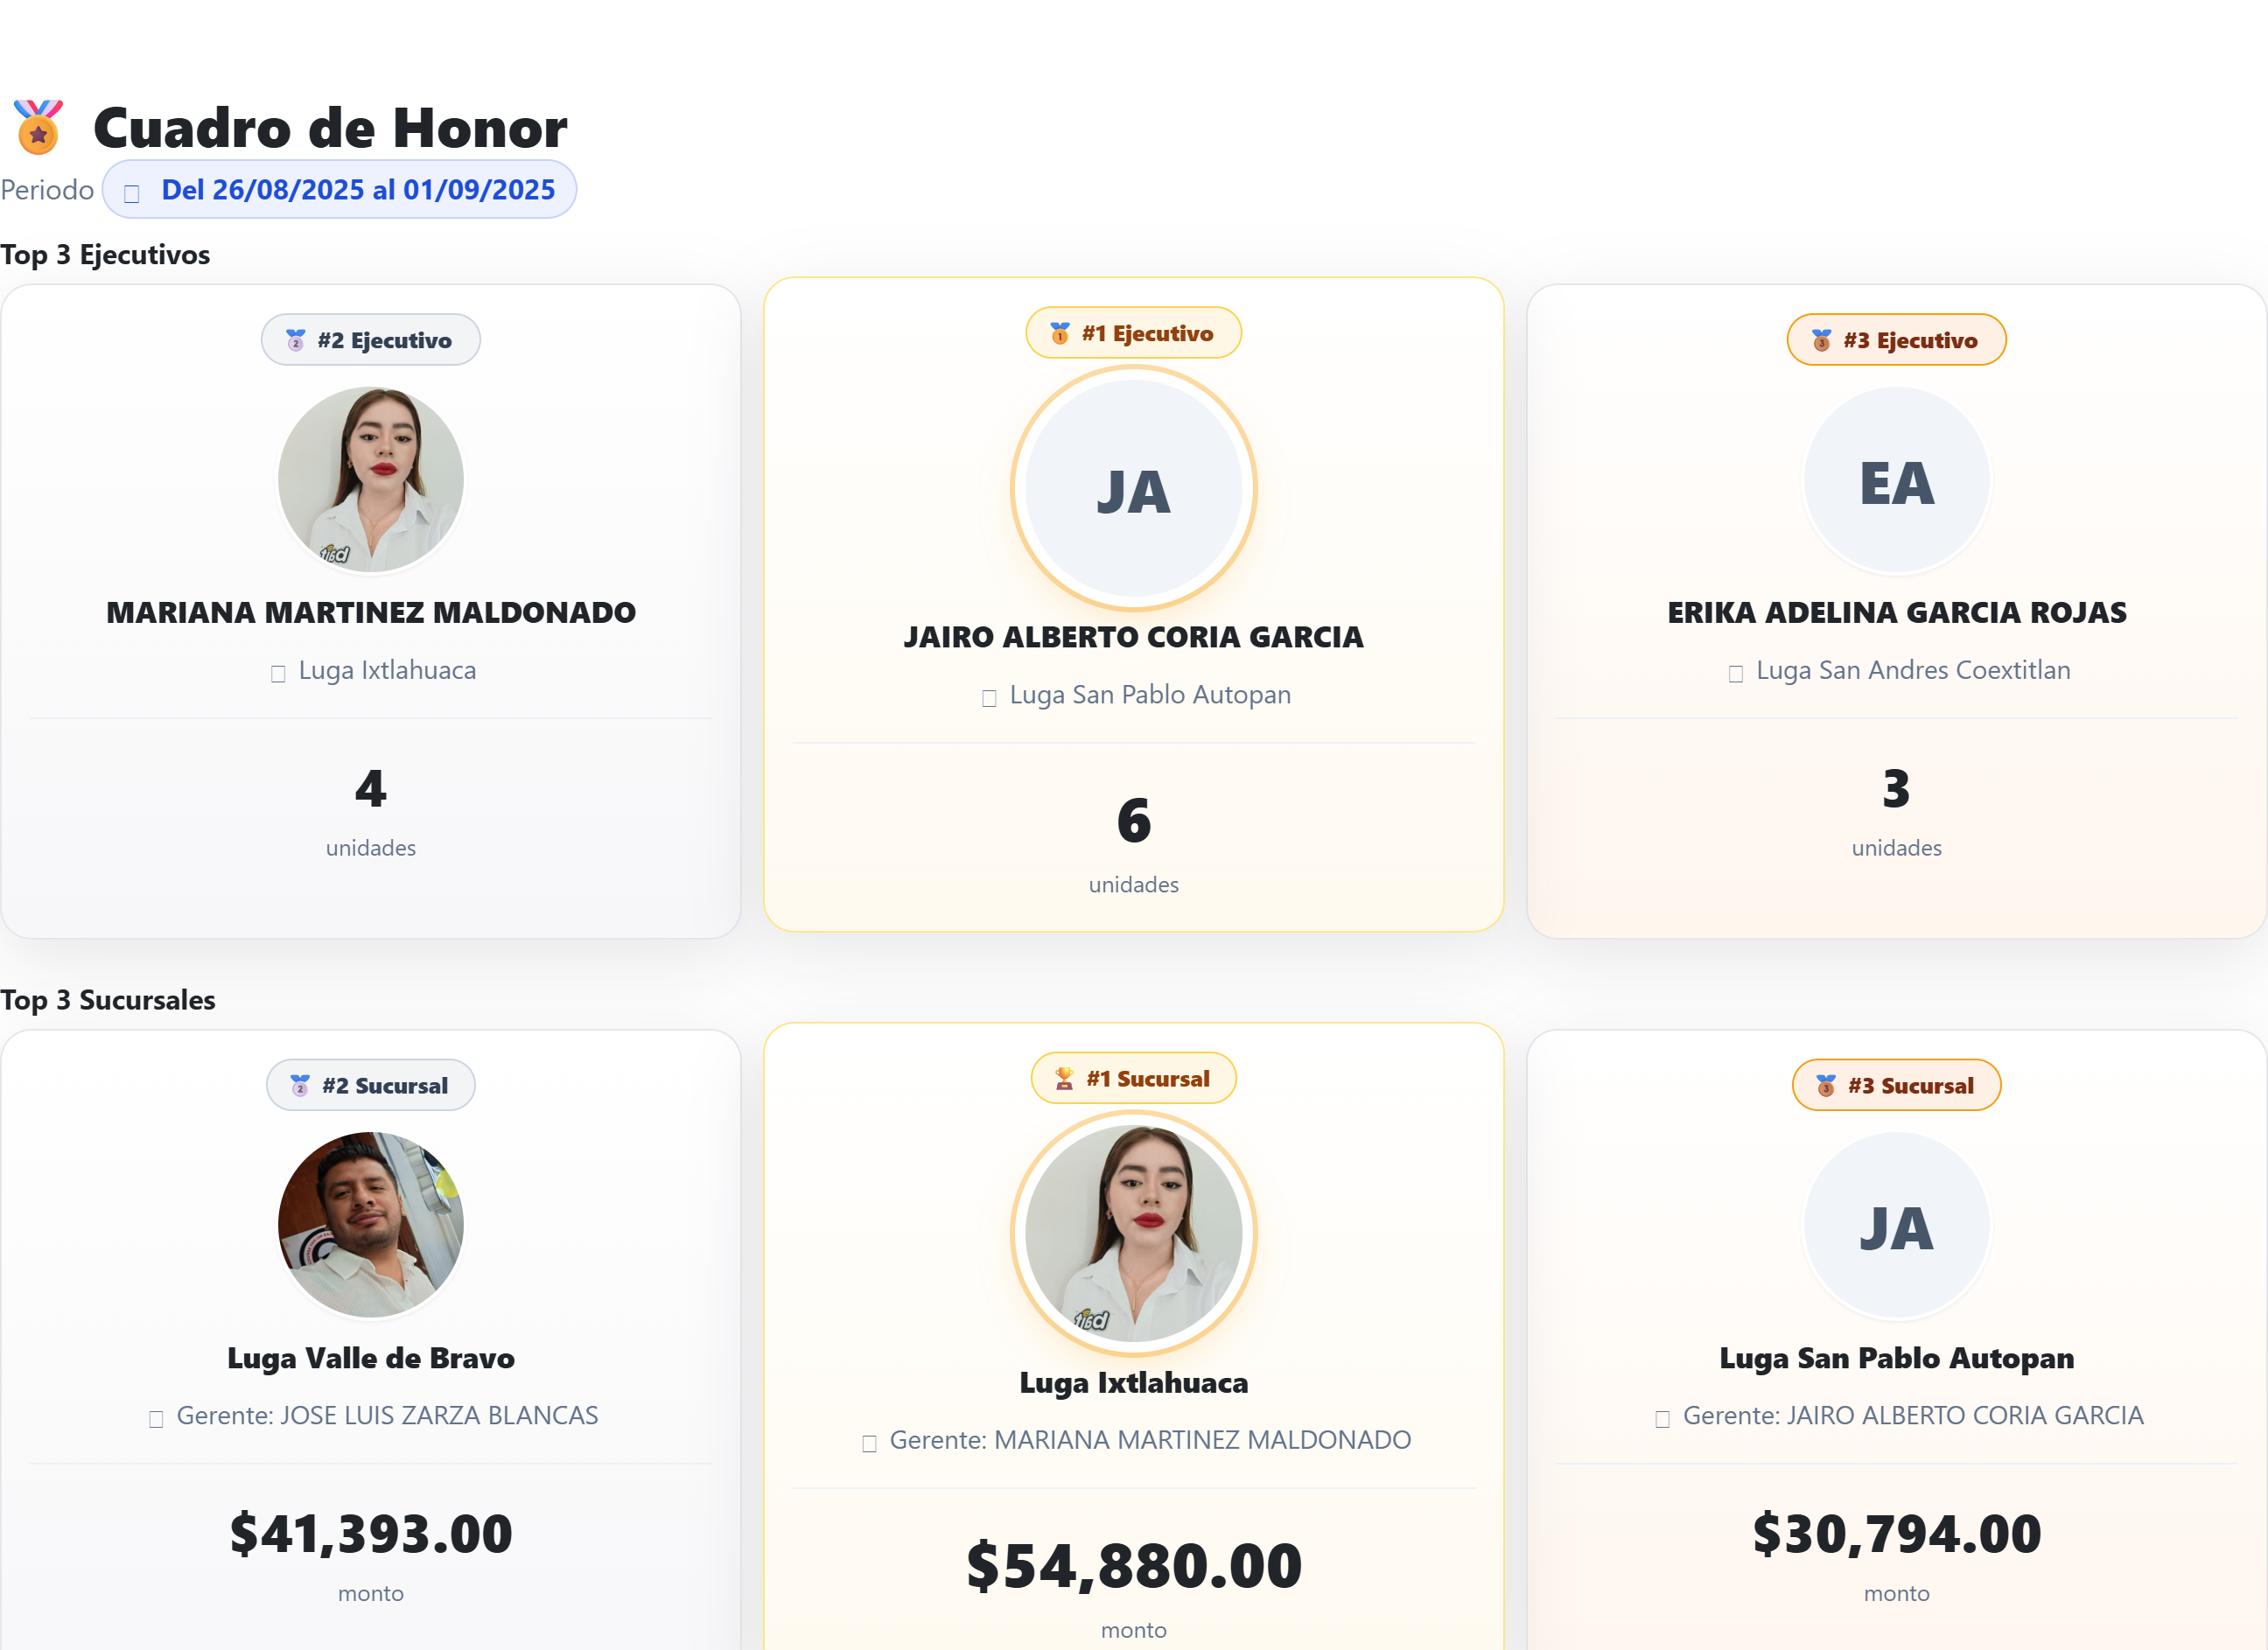 Cuadro de Honor
Periodo Del 26/08/2025 al 01/09/2025
Top 3 Ejecutivos
#2 Ejecutivo
MARIANA MARTINEZ MALDONADO
Luga Ixtlahuaca
4
unidades
#1 Ejecutivo
JA
JAIRO ALBERTO CORIA GARCIA
Luga San Pablo Autopan
6
unidades
#3 Ejecutivo
EA
ERIKA ADELINA GARCIA ROJAS
Luga San Andres Coextitlan
3
unidades
Top 3 Sucursales
#2 Sucursal
Luga Valle de Bravo
Gerente: JOSE LUIS ZARZA BLANCAS
$41,393.00
monto
#1 Sucursal
Luga Ixtlahuaca
Gerente: MARIANA MARTINEZ MALDONADO
$54,880.00
monto
#3 Sucursal
JA
Luga San Pablo Autopan
Gerente: JAIRO ALBERTO CORIA GARCIA
$30,794.00
monto